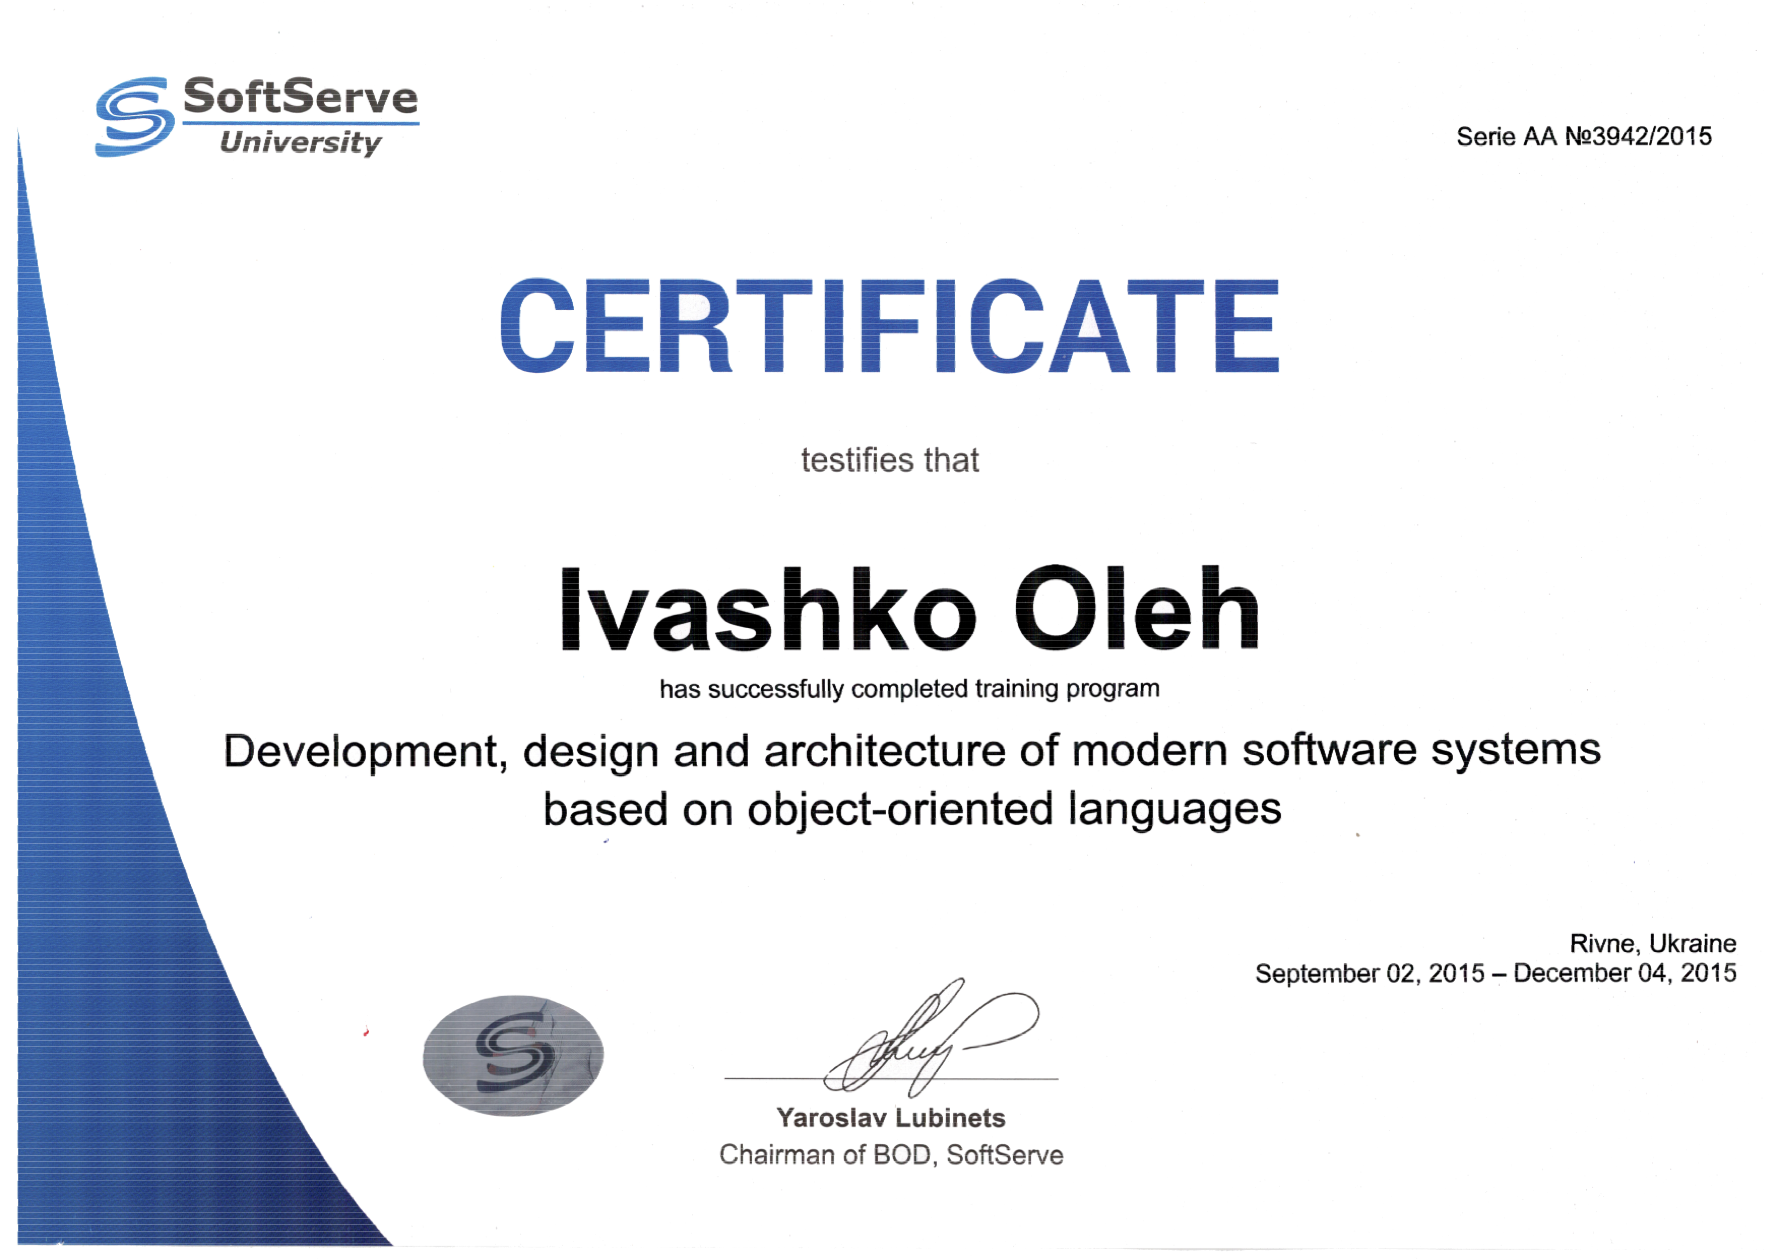 SoftServe
University
Serie AA №3942/2015
CERTIFICATE
testifies that
Ivashko Oleh
has successfully completed training program
Development, design and architecture of modern software systems
based on object-oriented languages
Rivne, Ukraine
September 02, 2015 – December 04, 2015
Yaroslav Lubinets
Chairman of BOD, SoftServe